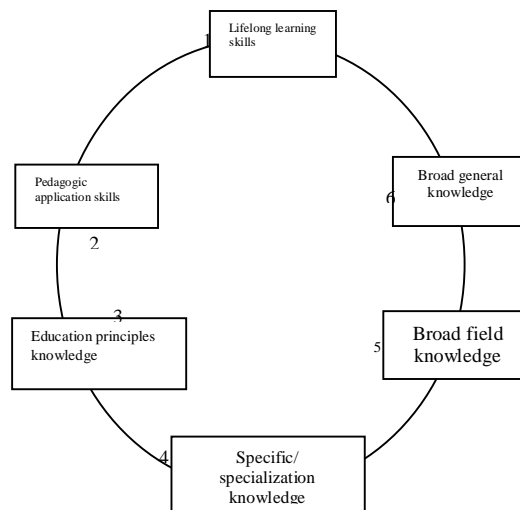 1
Lifelong learning
skills
Pedagogic
application skills
2
Broad general
knowledge
6
3
Education principles
knowledge
Broad field
knowledge
5
4
Specific/
specialization
knowledge